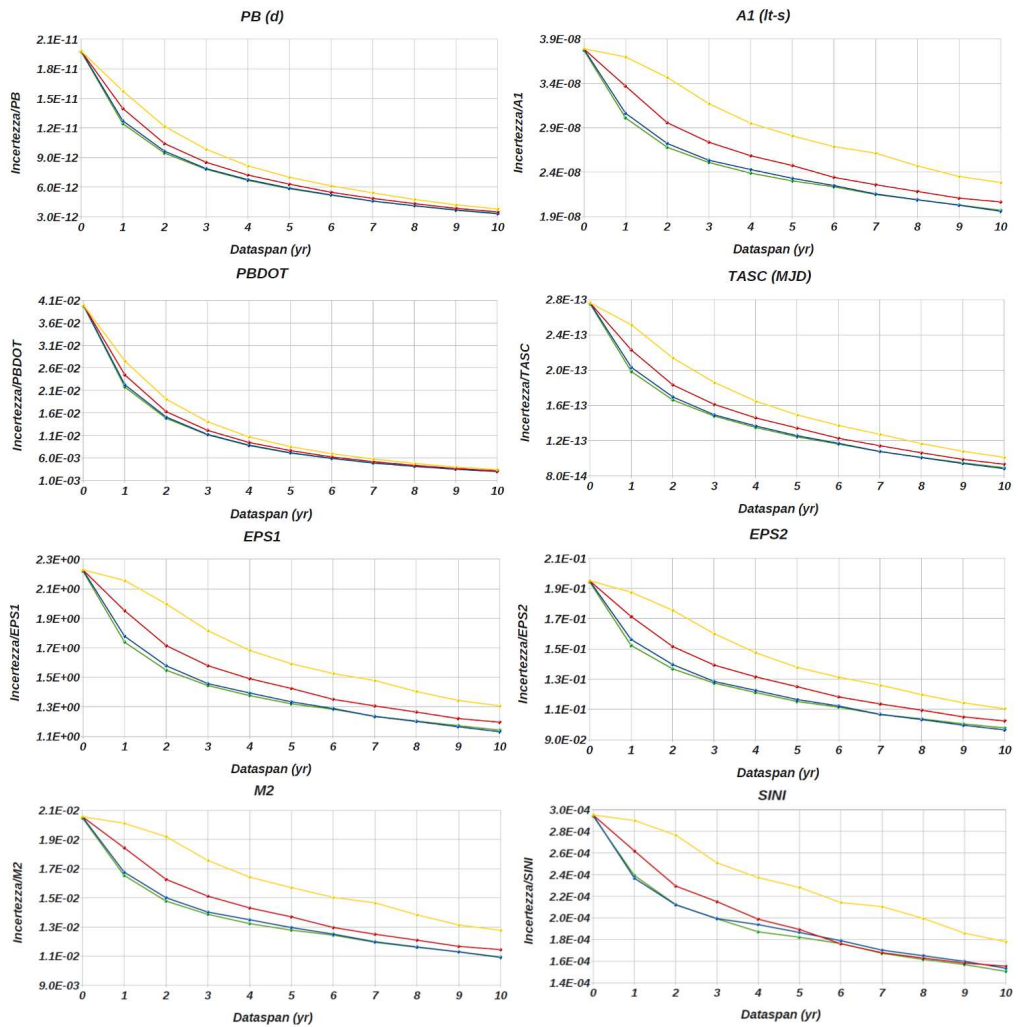 PB (d)
2.1E-11
1.8E-11
1.5E-11
1.2E-11
9.0E-12
6.0E-12
3.0E-12
Incertezza/PB
0 1 2 3 4 5 6 7 8 9 10
Dataspan (yr)
A1 (lt-s)
3.9E-08
3.4E-08
2.9E-08
2.4E-08
1.9E-08
Incertezza/A1
0 1 2 3 4 5 6 7 8 9 10
Dataspan (yr)
PBDOT
4.1E-02
3.6E-02
3.1E-02
2.6E-02
2.1E-02
1.6E-02
1.1E-02
6.0E-03
1.0E-03
Incertezza/PBDOT
0 1 2 3 4 5 6 7 8 9 10
Dataspan (yr)
TASC (MJD)
2.8E-13
2.4E-13
2.0E-13
1.6E-13
1.2E-13
8.0E-14
Incertezza/TASC
0 1 2 3 4 5 6 7 8 9 10
Dataspan (yr)
EPS1
2.3E+00
2.1E+00
1.9E+00
1.7E+00
1.5E+00
1.3E+00
1.1E+00
Incertezza/EPS1
0 1 2 3 4 5 6 7 8 9 10
Dataspan (yr)
EPS2
2.1E-01
1.9E-01
1.7E-01
1.5E-01
1.3E-01
1.1E-01
9.0E-02
Incertezza/EPS2
0 1 2 3 4 5 6 7 8 9 10
Dataspan (yr)
M2
2.1E-02
1.9E-02
1.7E-02
1.5E-02
1.3E-02
1.1E-02
9.0E-03
Incertezza/M2
0 1 2 3 4 5 6 7 8 9 10
Dataspan (yr)
SINI
3.0E-04
2.8E-04
2.6E-04
2.4E-04
2.2E-04
2.0E-04
1.8E-04
1.6E-04
1.4E-04
Incertezza/SINI
0 1 2 3 4 5 6 7 8 9 10
Dataspan (yr)